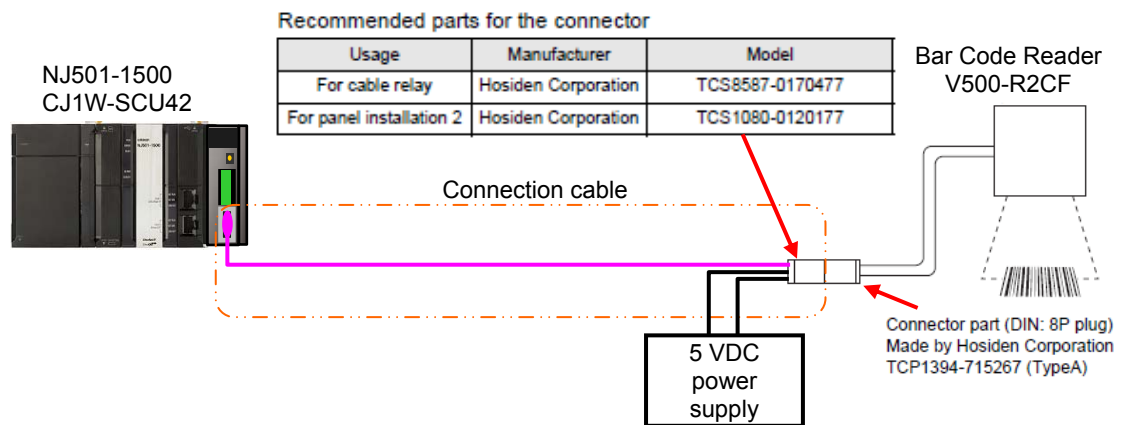 Recommended parts for the connector
Usage Manufacturer Model
For cable relay Hosiden Corporation TCS8587-0170477
For panel installation 2 Hosiden Corporation TCS1080-0120177
NJ501-1500
CJ1W-SCU42
Bar Code Reader
V500-R2CF
NJ501-1500
Connection cable
Connector part (DIN: 8P plug)
Made by Hosiden Corporation
TCP1394-715267 (TypeA)
5 VDC
power
supply